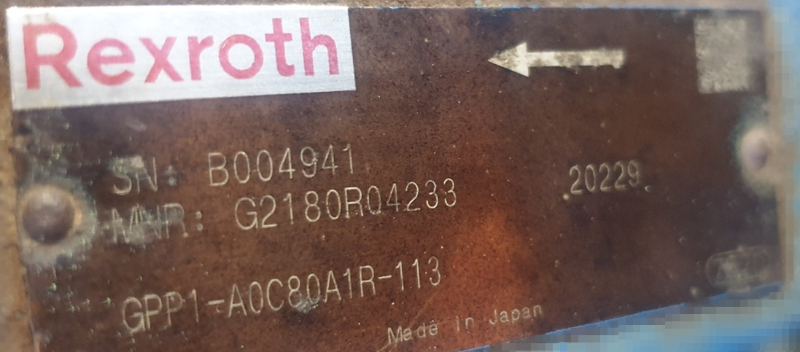 Rexroth
SN: B004941
MNR: G2180R04233
20229
GPP1-A0C80A1R-113
Made in Japan